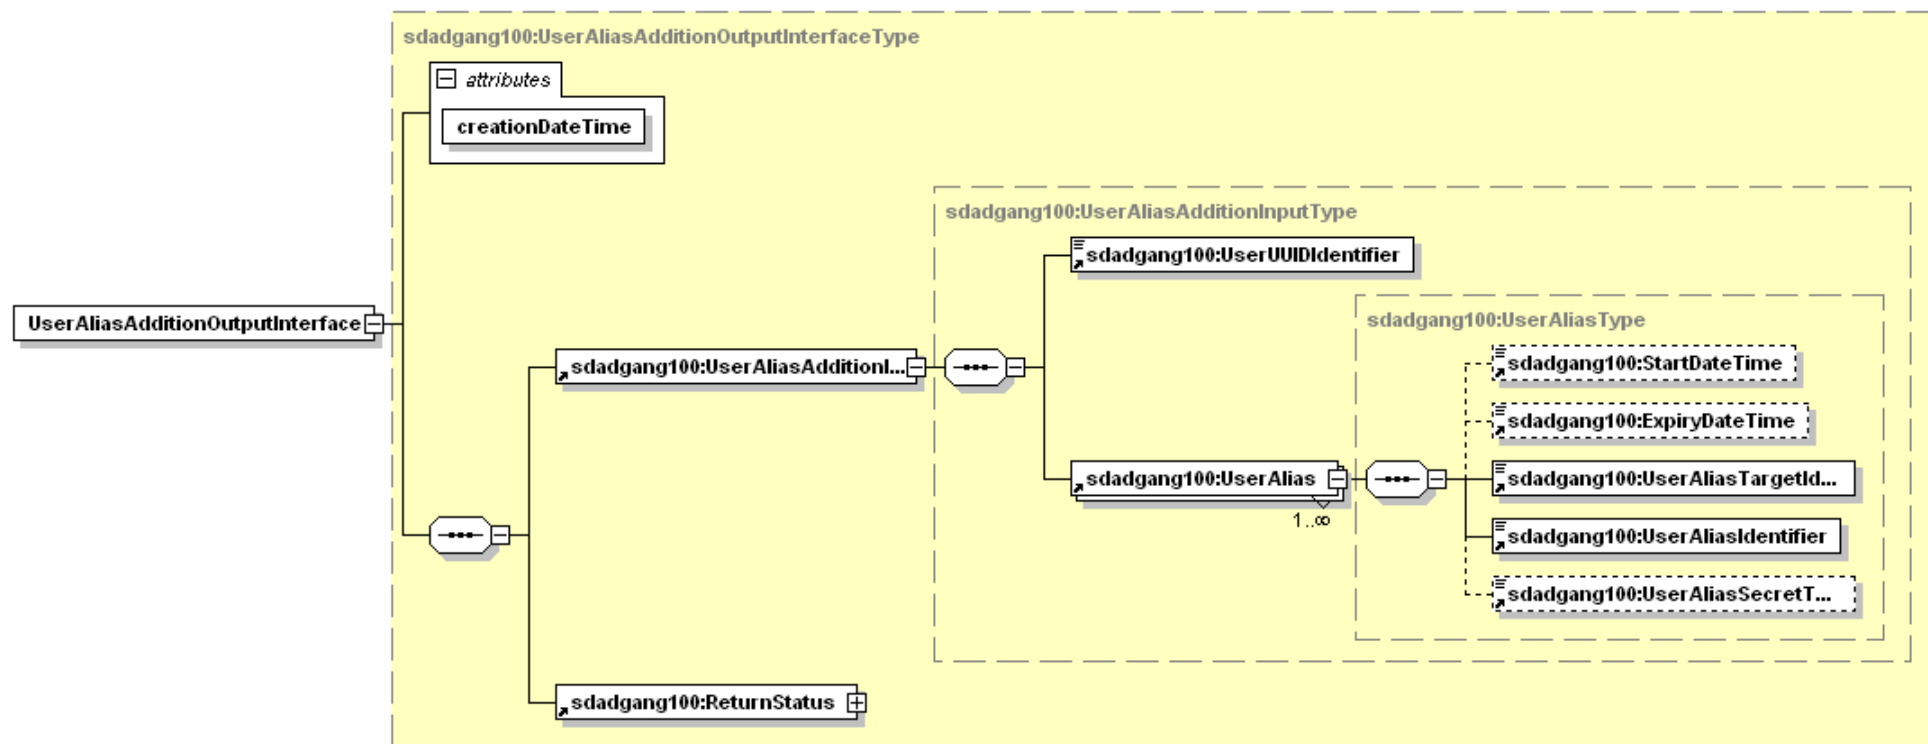 sdadgang100:UserAliasAdditionOutputInterfaceType
attributes
creationDateTime
sdadgang100:UserAliasAdditionInputType
sdadgang100:UserUUIDIdentifier
UserAliasAdditionOutputInterface
sdadgang100:UserAliasType
sdadgang100:UserAliasAdditionI...
sdadgang100:StartDateTime
sdadgang100:ExpiryDateTime
sdadgang100:UserAlias
1..∞
sdadgang100:UserAliasTargetId...
sdadgang100:UserAliasIdentifier
sdadgang100:UserAliasSecretT...
sdadgang100:ReturnStatus